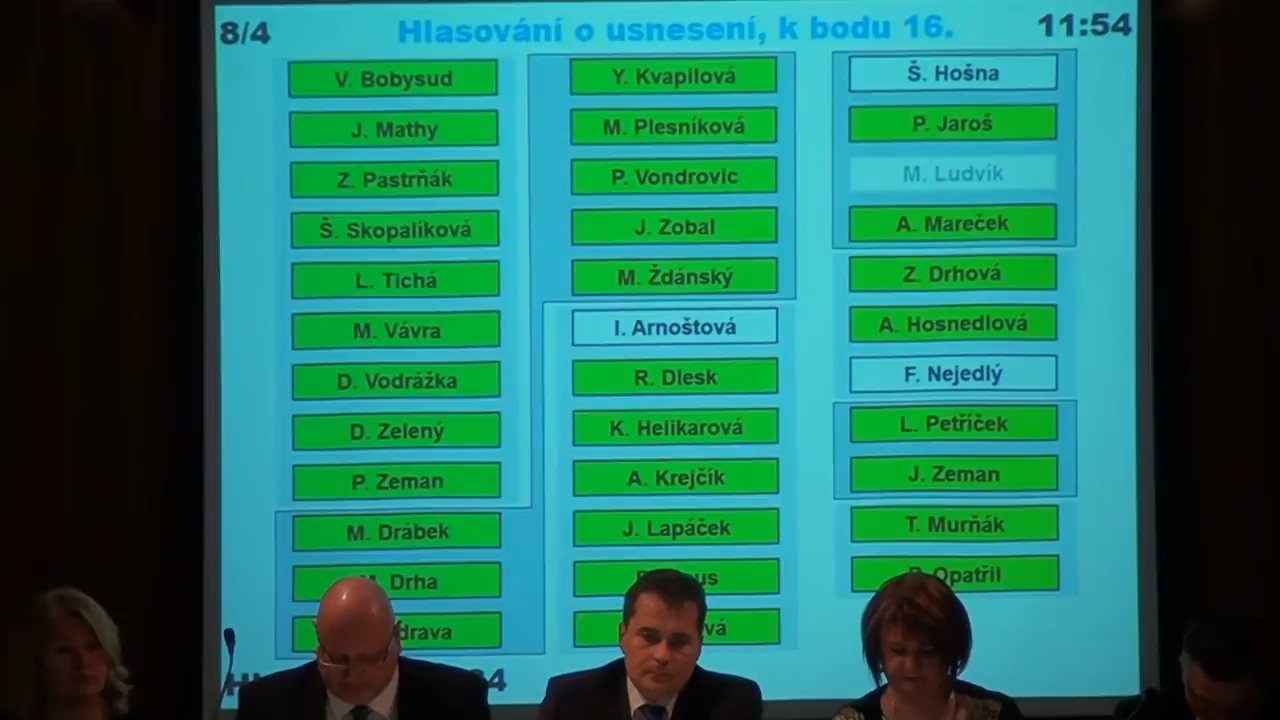 8/4
Hlasování o usnesení, k bodu 16.
11:54
V. Bobysud
J. Mathy
Z. Pastrňák
Š. Skopalíková
L. Tichá
M. Vávra
D. Vodrážka
D. Zelený
P. Zeman
M. Drábek
Drha
Y. Kvapilová
M. Plesníková
P. Vondrovic
J. Zobal
M. Ždánský
I. Arnoštová
R. Dlesk
K. Helikarová
A. Krejčík
J. Lapáček
Š. Hošna
P. Jaroš
M. Ludvík
A. Mareček
Z. Drhová
A. Hosnedlová
F. Nejedlý
L. Petříček
J. Zeman
T. Murňák
Opatřil